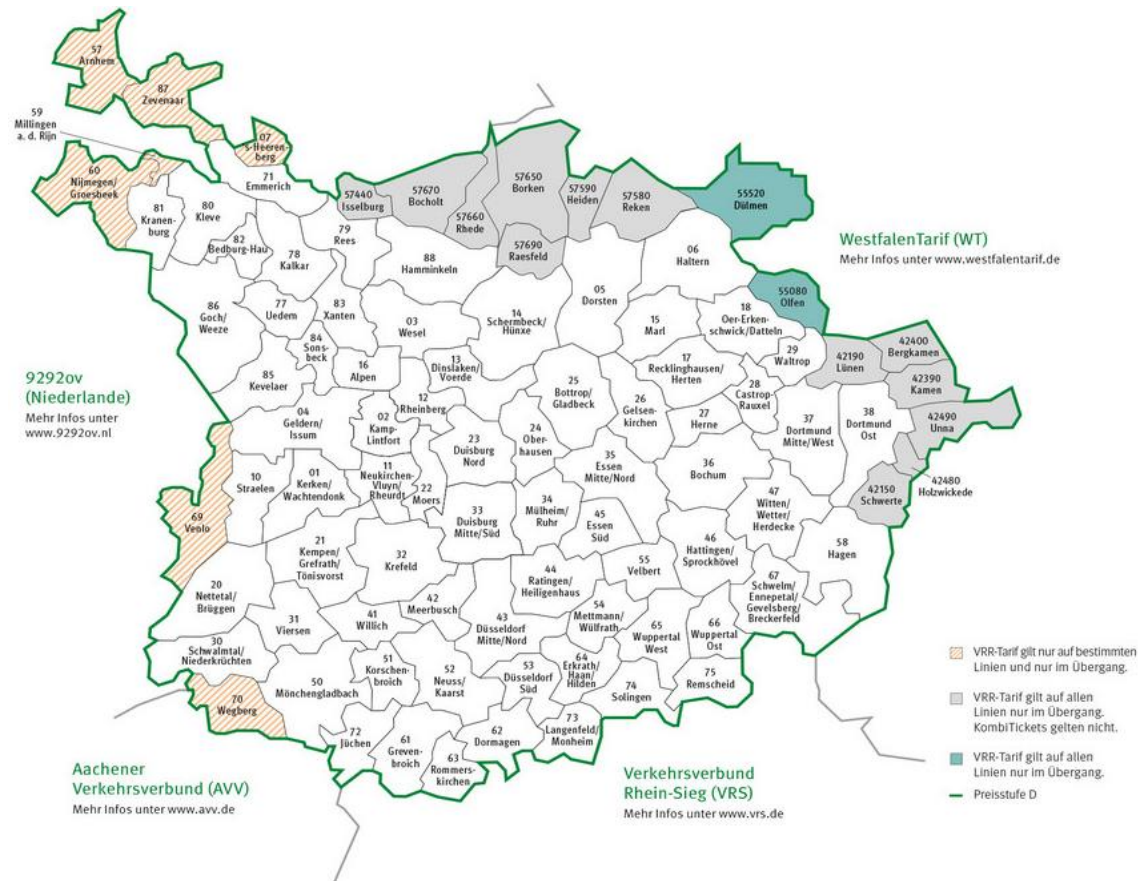 57
Arnhem
87
Zevenaar
59
Millingen
a. d. Rijn
07
's-Heerenberg
60
Nijmegen/
Groesbeek
71
Emmerich
81
Kranen-
burg
80
Kleve
82
Bedburg-Hau
78
Kalkar
79
Rees
57440
Isselburg
57670
Bocholt
57660
Rhede
57650
Borken
57590
Heiden
57580
Reken
57690
Raesfeld
55520
Dülmen
WestfalenTarif (WT)
Mehr Infos unter www.westfalentarif.de
88
Hamminkeln
06
Haltern
05
Dorsten
55080
Olfen
86
Goch/
Weeze
77
Uedem
83
Xanten
03
Wesel
14
Schermbeck/
Hünxe
15
Marl
18
Oer-Erken-
schwick/Datteln
29
Waltrop
42190
Lünen
42400
Bergkamen
42390
Kamen
42490
Unna
42480
Holzwickede
42150
Schwerte
84
Sons-
beck
85
Kevelaer
16
Alpen
13
Dinslaken/
Voerde
17
Recklinghausen/
Herten
28
Castrop-
Rauxel
9292ov
(Niederlande)
Mehr Infos unter
www.9292ov.nl
04
Geldern/
Issum
02
Kamp-
Lintfort
12
Rheinberg
25
Bottrop/
Gladbeck
26
Gelsen-
kirchen
27
Herne
37
Dortmund
Mitte/West
38
Dortmund
Ost
23
Duisburg
Nord
24
Ober-
hausen
35
Essen
Mitte/Nord
36
Bochum
10
Straelen
01
Kerken/
Wachtendonk
11
Neukirchen-
Vluyn/
Rheurdt
22
Moers
69
Venlo
33
Duisburg
Mitte/Süd
34
Mülheim/
Ruhr
45
Essen
Süd
47
Witten/
Wetter/
Herdecke
58
Hagen
21
Kempen/
Grefrath/
Tönisvorst
32
Krefeld
46
Hattingen/
Sprockhövel
55
Velbert
44
Ratingen/
Heiligenhaus
67
Schwelm/
Ennepetal/
Gevelsberg/
Breckerfeld
20
Nettetal/
Brüggen
31
Viersen
41
Willich
42
Meerbusch
43
Düsseldorf
Mitte/Nord
54
Mettmann/
Wülfrath
65
Wuppertal
West
66
Wuppertal
Ost
30
Schwalmtal/
Niederkrüchten
50
Mönchengladbach
51
Korschen-
broich
52
Neuss/
Kaarst
53
Düsseldorf
Süd
64
Erkrath/
Haan/
Hilden
74
Solingen
75
Remscheid
70
Wegberg
72
Jüchen
61
Greven-
broich
63
Rommers-
kirchen
62
Dormagen
73
Langenfeld/
Monheim
Aachener
Verkehrsverbund (AVV)
Mehr Infos unter www.avv.de
Verkehrsverbund
Rhein-Sieg (VRS)
Mehr Infos unter www.vrs.de
VRR-Tarif gilt nur auf bestimmten
Linien und nur im Übergang.
VRR-Tarif gilt auf allen
Linien nur im Übergang.
KombiTickets gelten nicht.
VRR-Tarif gilt auf allen
Linien nur im Übergang.
Preisstufe D